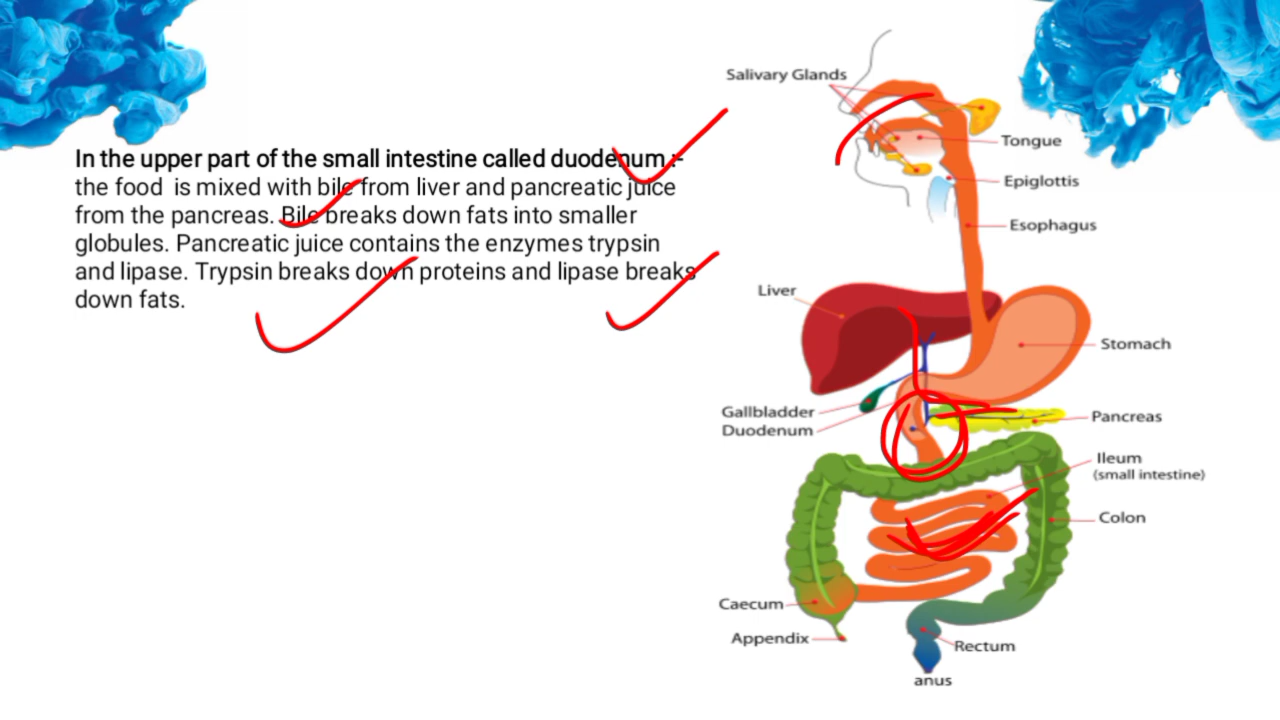 In the upper part of the small intestine called duodenum :-
the food is mixed with bile from liver and pancreatic juice
from the pancreas. Bile breaks down fats into smaller
globules. Pancreatic juice contains the enzymes trypsin
and lipase. Trypsin breaks down proteins and lipase breaks
down fats.
Salivary Glands
Tongue
Epiglottis
Esophagus
Liver
Stomach
Gallbladder
Duodenum
Pancreas
Ileum
(small intestine)
Colon
Caecum
Appendix
Rectum
anus